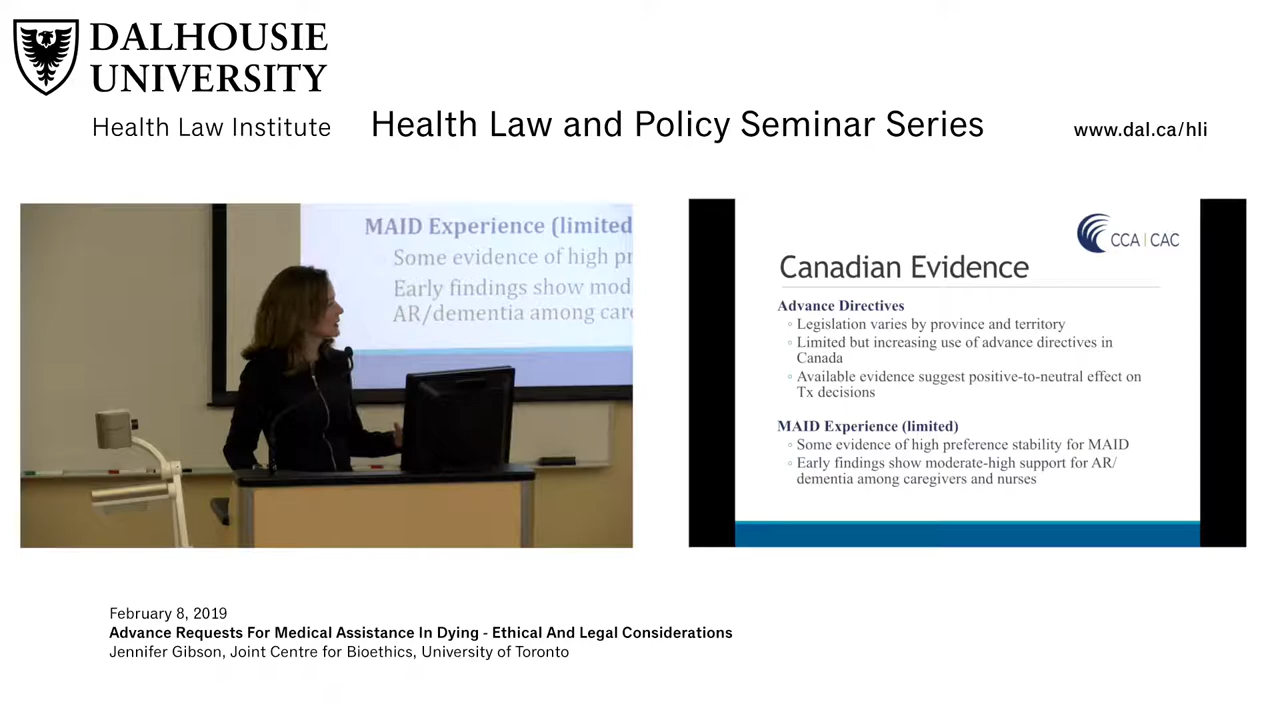 DALHOUSIE
UNIVERSITY
Health Law Institute
Health Law and Policy Seminar Series
www.dal.ca/hli
MAID Experience (limited
Some evidence of high pr
Early findings show mod
AR/dementia among care
CCA | CAC
Canadian Evidence
Advance Directives
◦ Legislation varies by province and territory
◦ Limited but increasing use of advance directives in
Canada
◦ Available evidence suggest positive-to-neutral effect on
Tx decisions
MAID Experience (limited)
◦ Some evidence of high preference stability for MAID
◦ Early findings show moderate-high support for AR/
dementia among caregivers and nurses
February 8, 2019
Advance Requests For Medical Assistance In Dying - Ethical And Legal Considerations
Jennifer Gibson, Joint Centre for Bioethics, University of Toronto